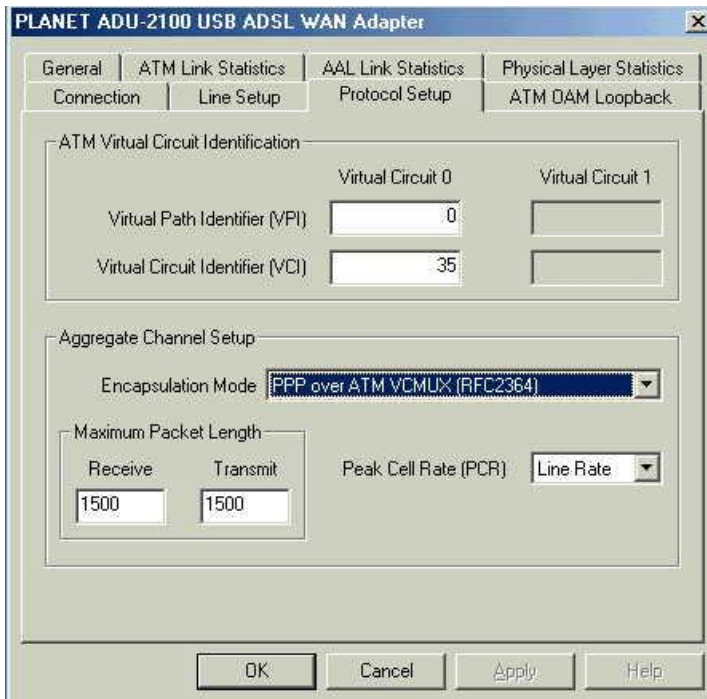 PLANET ADU-2100 USB ADSL WAN Adapter
General
ATM Link Statistics
AAL Link Statistics
Physical Layer Statistics
Connection
Line Setup
Protocol Setup
ATM OAM Loopback
ATM Virtual Circuit Identification
Virtual Circuit 0
Virtual Circuit 1
Virtual Path Identifier (VPI)
0
Virtual Circuit Identifier (VCI)
35
Aggregate Channel Setup
Encapsulation Mode
PPP over ATM VCMUX (RFC2364)
Maximum Packet Length
Receive
Transmit
1500
1500
Peak Cell Rate (PCR)
Line Rate
OK
Cancel
Apply
Help